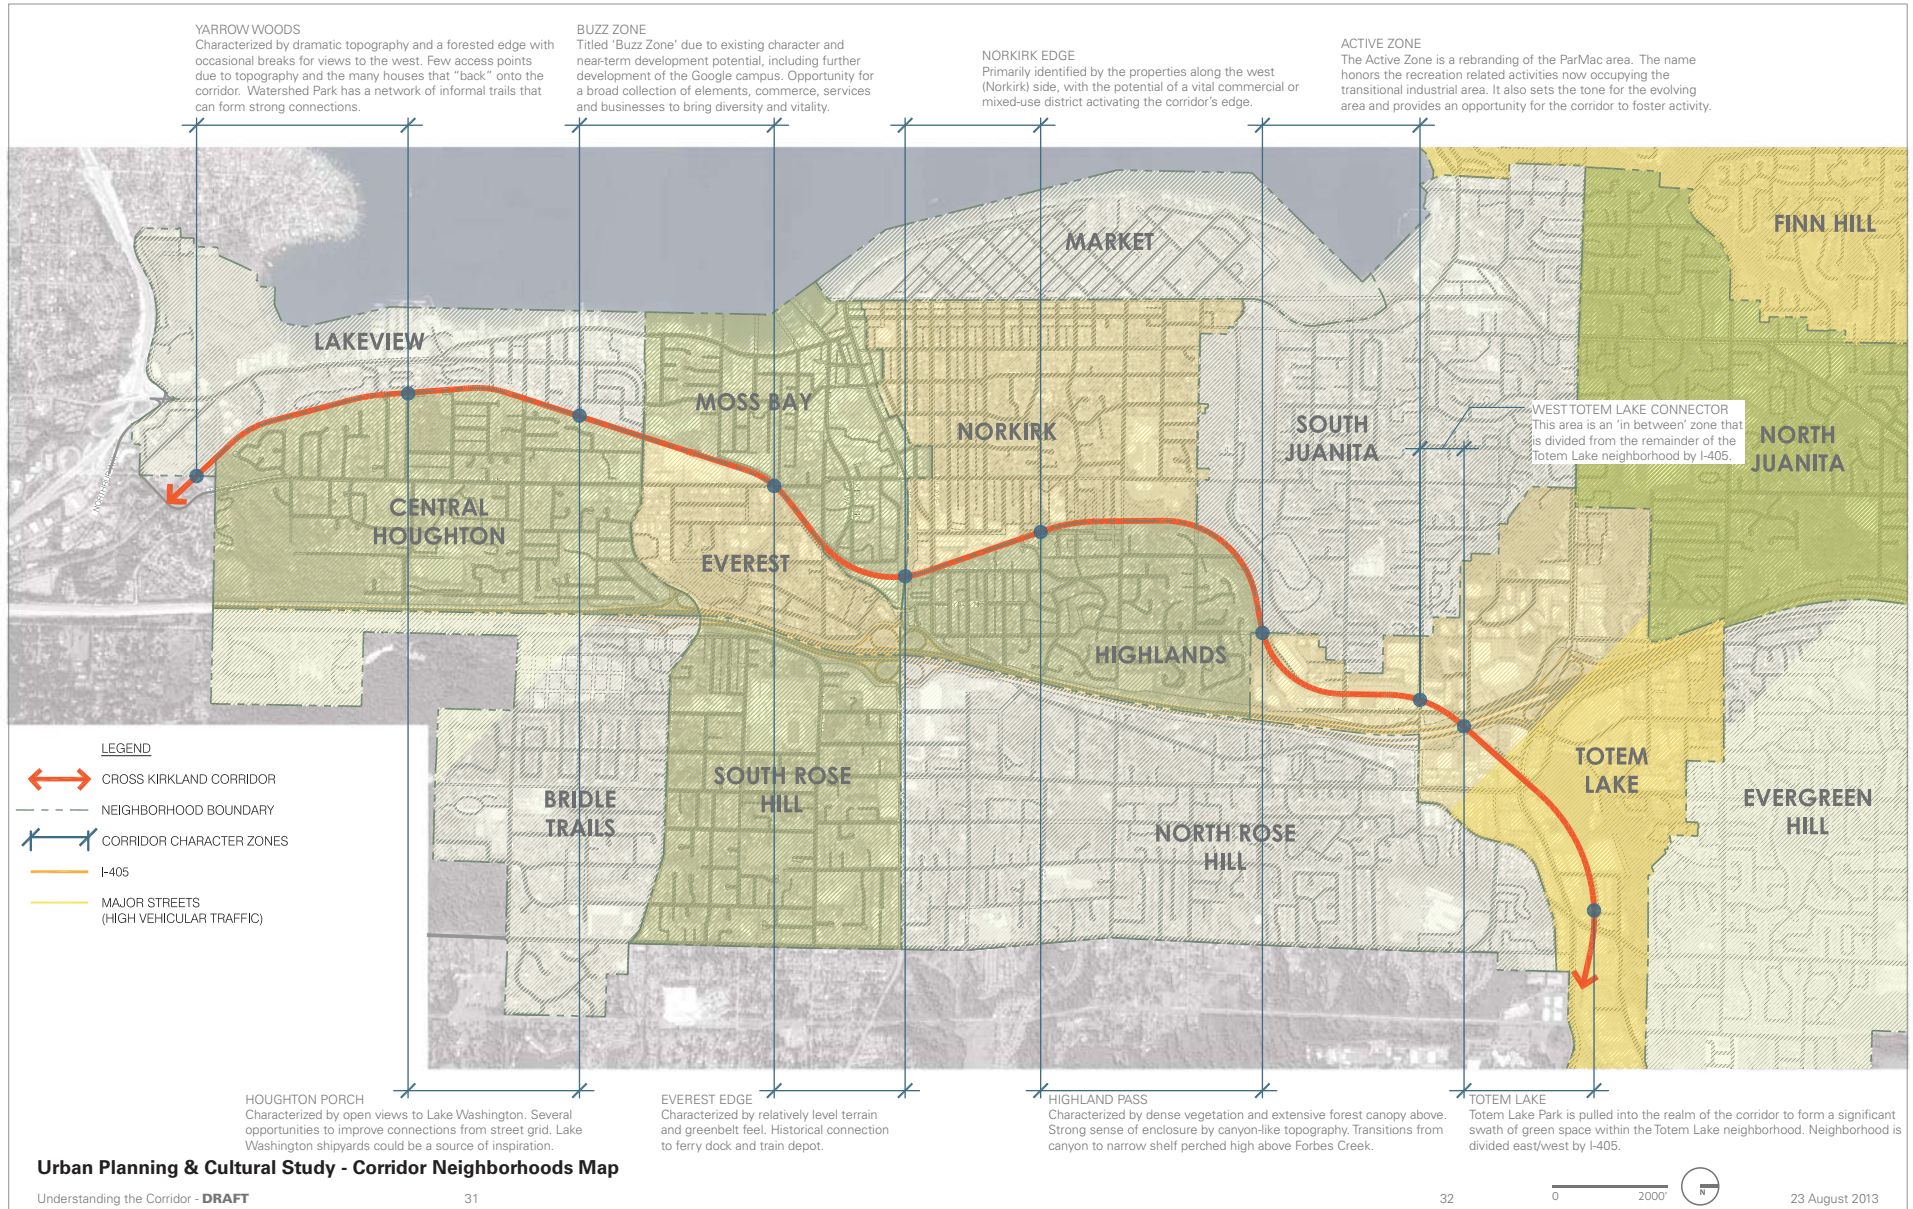 YARROW WOODS
Characterized by dramatic topography and a forested edge with
occasional breaks for views to the west. Few access points
due to topography and the many houses that “back” onto the
corridor. Watershed Park has a network of informal trails that
can form strong connections.
BUZZ ZONE
Titled ‘Buzz Zone’ due to existing character and
near-term development potential, including further
development of the Google campus. Opportunity for
a broad collection of elements, commerce, services
and businesses to bring diversity and vitality.
NORKIRK EDGE
Primarily identified by the properties along the west
(Norkirk) side, with the potential of a vital commercial or
mixed-use district activating the corridor’s edge.
ACTIVE ZONE
The Active Zone is a rebranding of the ParMac area. The name
honors the recreation related activities now occupying the
transitional industrial area. It also sets the tone for the evolving
area and provides an opportunity for the corridor to foster activity.
MARKET
FINN HILL
LAKEVIEW
MOSS BAY
NORKIRK
SOUTH
JUANITA
WEST TOTEM LAKE CONNECTOR
This area is an ‘in between’ zone that
is divided from the remainder of the
Totem Lake neighborhood by I-405.
NORTH
JUANITA
CENTRAL
HOUGHTON
EVEREST
HIGHLANDS
TOTEM
LAKE
SOUTH ROSE
HILL
BRIDLE
TRAILS
NORTH ROSE
HILL
EVERGREEN
HILL
LEGEND
CROSS KIRKLAND CORRIDOR
NEIGHBORHOOD BOUNDARY
CORRIDOR CHARACTER ZONES
I-405
MAJOR STREETS
(HIGH VEHICULAR TRAFFIC)
HOUGHTON PORCH
Characterized by open views to Lake Washington. Several
opportunities to improve connections from street grid. Lake
Washington shipyards could be a source of inspiration.
EVEREST EDGE
Characterized by relatively level terrain
and greenbelt feel. Historical connection
to ferry dock and train depot.
HIGHLAND PASS
Characterized by dense vegetation and extensive forest canopy above.
Strong sense of enclosure by canyon-like topography. Transitions from
canyon to narrow shelf perched high above Forbes Creek.
TOTEM LAKE
Totem Lake Park is pulled into the realm of the corridor to form a significant
swath of green space within the Totem Lake neighborhood. Neighborhood is
divided east/west by I-405.
Urban Planning & Cultural Study - Corridor Neighborhoods Map
Understanding the Corridor - DRAFT
31
32
0 2000'
N
23 August 2013